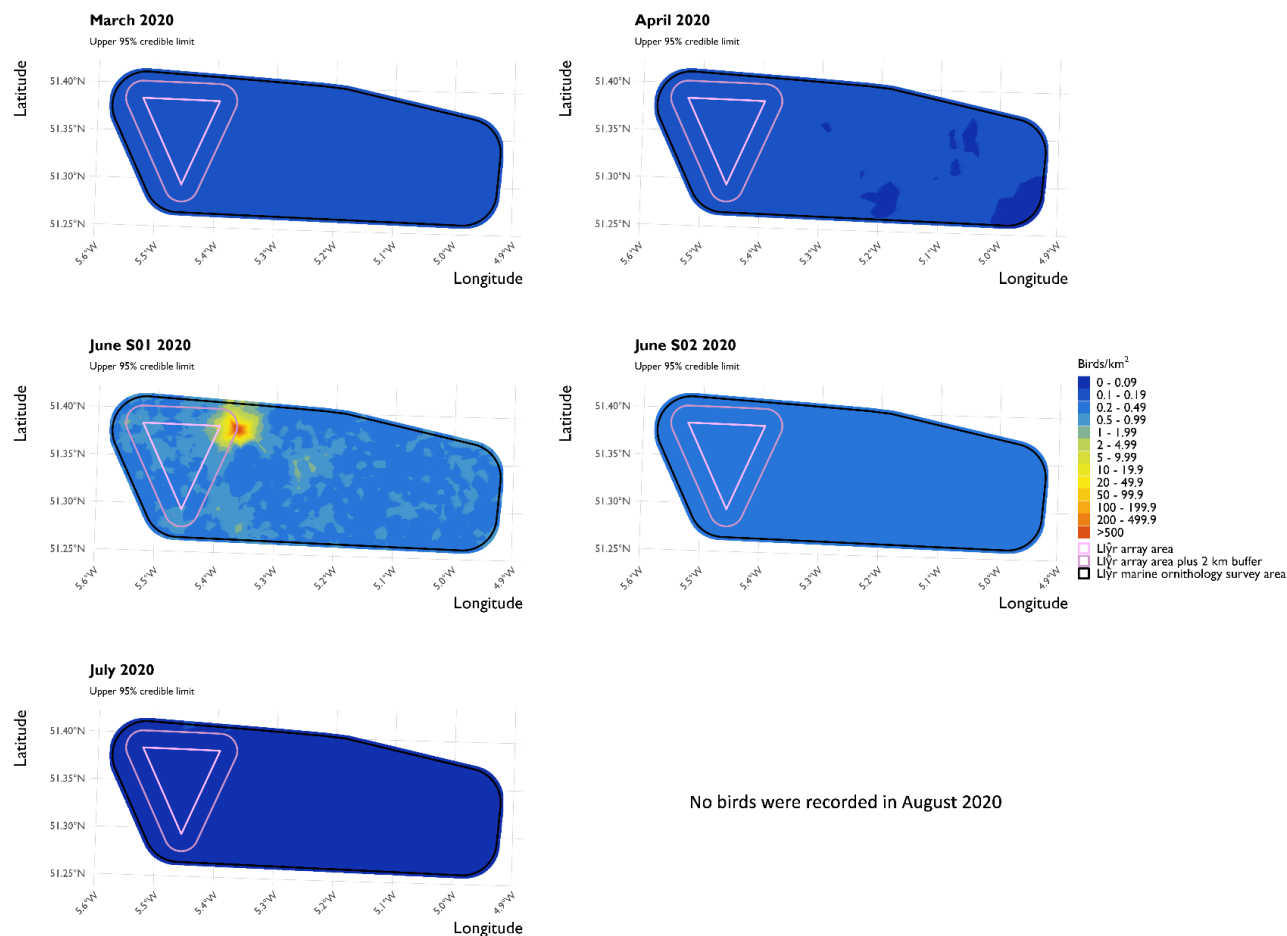 March 2020
Upper 95% credible limit
Latitude
51.40°N
51.35°N
51.30°N
51.25°N
5.6°W
5.5°W
5.4°W
5.3°W
5.2°W
5.1°W
5.0°W
4.9°W
Longitude
April 2020
Upper 95% credible limit
Latitude
51.40°N
51.35°N
51.30°N
51.25°N
5.6°W
5.5°W
5.4°W
5.3°W
5.2°W
5.1°W
5.0°W
4.9°W
Longitude
June S01 2020
Upper 95% credible limit
Latitude
51.40°N
51.35°N
51.30°N
51.25°N
5.6°W
5.5°W
5.4°W
5.3°W
5.2°W
5.1°W
5.0°W
4.9°W
Longitude
June S02 2020
Upper 95% credible limit
Latitude
51.40°N
51.35°N
51.30°N
51.25°N
5.6°W
5.5°W
5.4°W
5.3°W
5.2°W
5.1°W
5.0°W
4.9°W
Longitude
Birds/km²
0 - 0.09
0.1 - 0.19
0.2 - 0.49
0.5 - 0.99
1 - 1.99
2 - 4.99
5 - 9.99
10 - 19.9
20 - 49.9
50 - 99.9
100 - 199.9
200 - 499.9
>500
Llŷr array area
Llŷr array area plus 2 km buffer
Llŷr marine ornithology survey area
July 2020
Upper 95% credible limit
Latitude
51.40°N
51.35°N
51.30°N
51.25°N
5.6°W
5.5°W
5.4°W
5.3°W
5.2°W
5.1°W
5.0°W
4.9°W
Longitude
No birds were recorded in August 2020